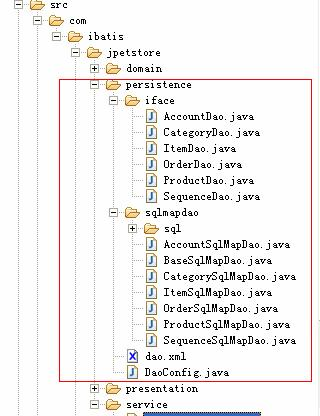 src
com
ibatis
jpetstore
domain
persistence
iface
AccountDao.java
CategoryDao.java
ItemDao.java
OrderDao.java
ProductDao.java
SequenceDao.java
sqlmapdao
sql
AccountSqlMapDao.java
BaseSqlMapDao.java
CategorySqlMapDao.java
ItemSqlMapDao.java
OrderSqlMapDao.java
ProductSqlMapDao.java
SequenceSqlMapDao.java
dao.xml
DaoConfig.java
presentation
service